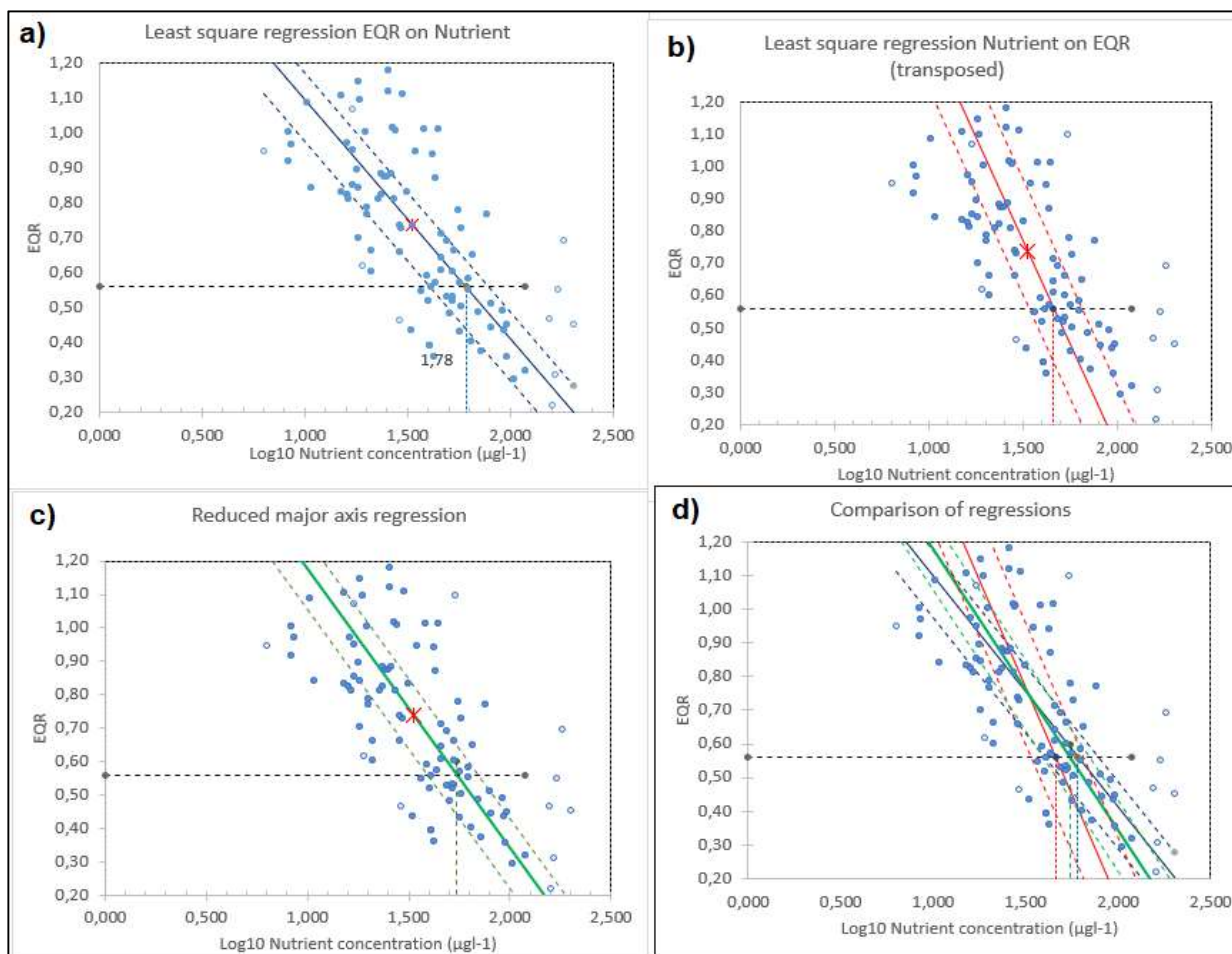 a)
Least square regression EQR on Nutrient
1,20
1,10
1,00
0,90
0,80
0,70
0,60
0,50
0,40
0,30
0,20
EQR
1,78
0,000 0,500 1,000 1,500 2,000 2,500
Log10 Nutrient concentration (µgl-1)
b)
Least square regression Nutrient on EQR
(transposed)
1,20
1,10
1,00
0,90
0,80
0,70
0,60
0,50
0,40
0,30
0,20
EQR
0,000 0,500 1,000 1,500 2,000 2,500
Log10 Nutrient concentration (µgl-1)
c)
Reduced major axis regression
1,20
1,10
1,00
0,90
0,80
0,70
0,60
0,50
0,40
0,30
0,20
EQR
0,000 0,500 1,000 1,500 2,000 2,500
Log10 Nutrient concentration (µgl-1)
d)
Comparison of regressions
1,20
1,10
1,00
0,90
0,80
0,70
0,60
0,50
0,40
0,30
0,20
EQR
0,000 0,500 1,000 1,500 2,000 2,500
Log10 Nutrient concentration (µgl-1)